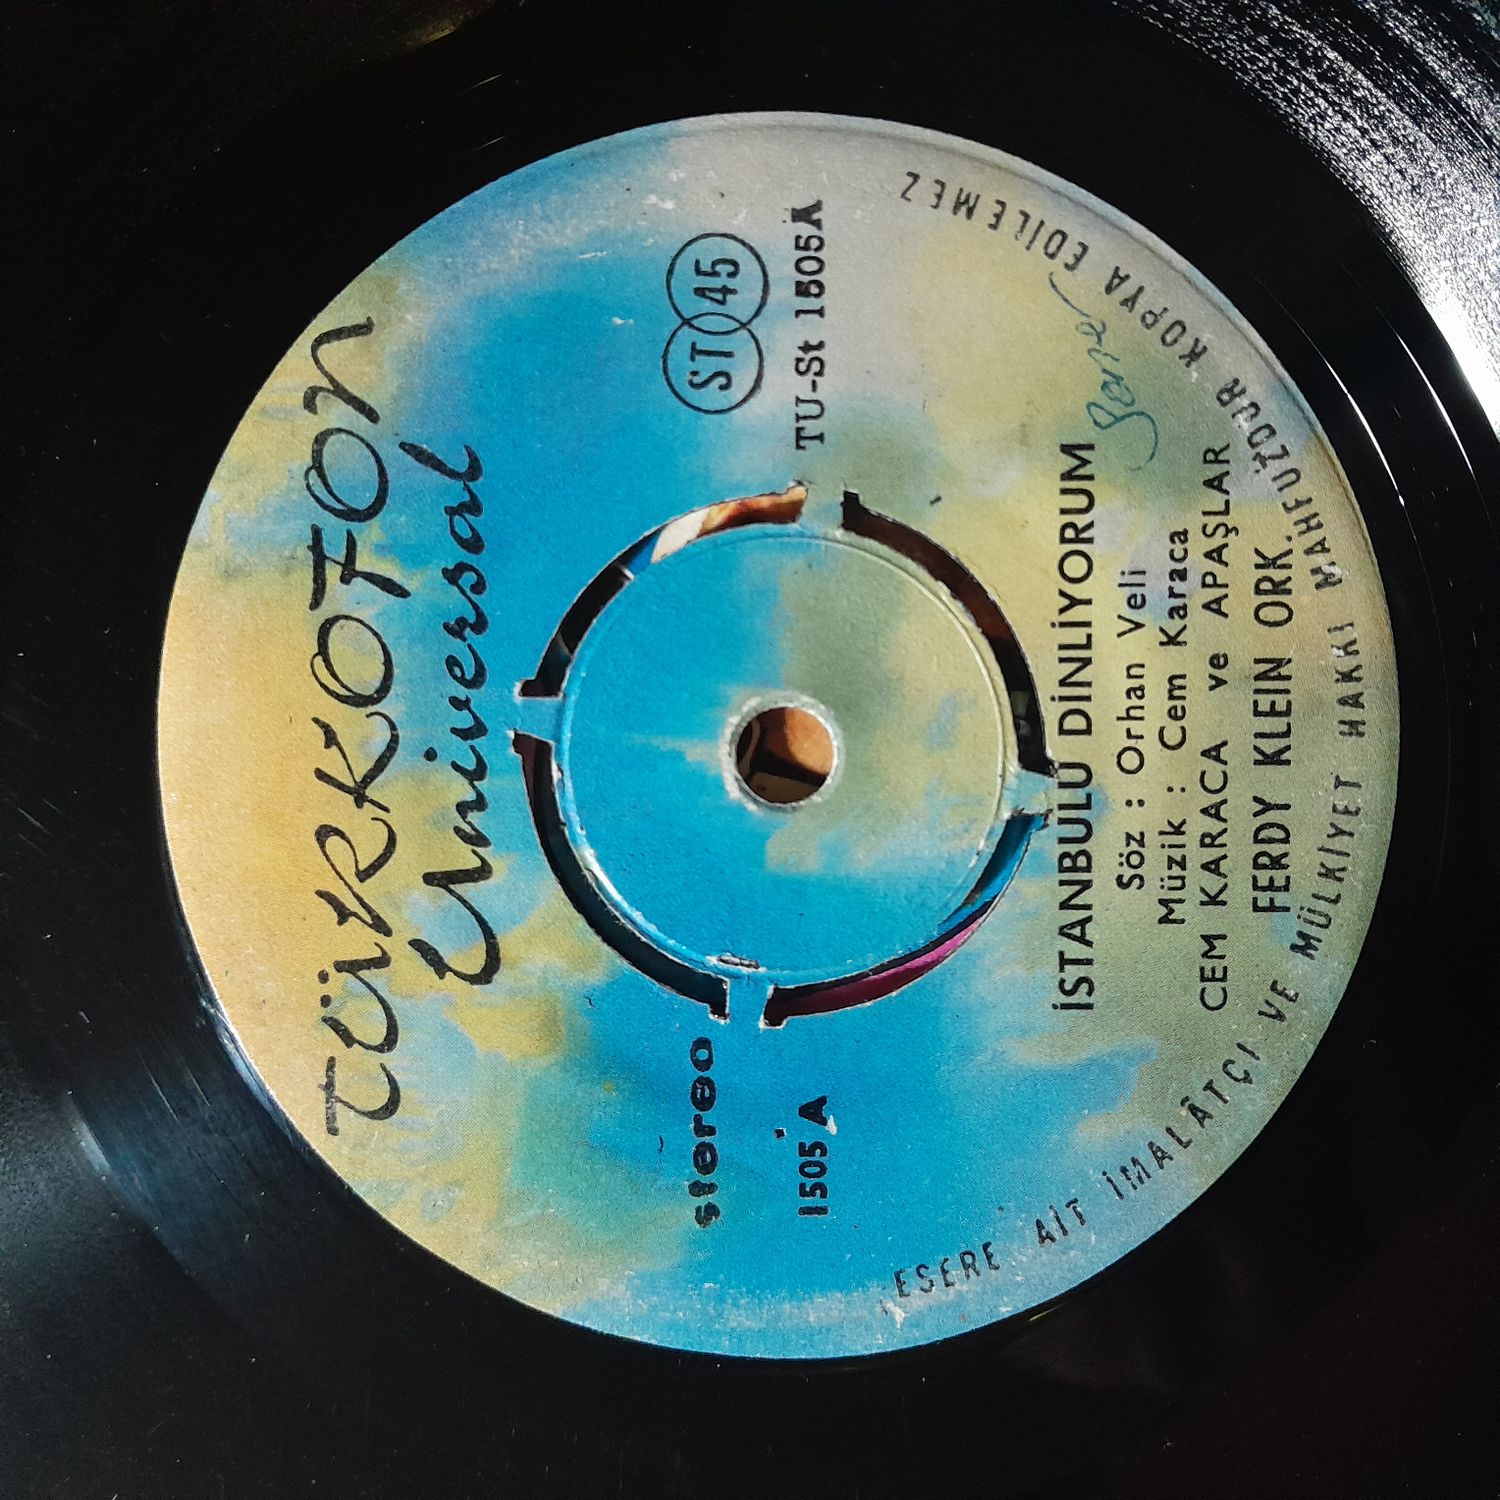 TÜRKOFON
Universal
stereo
ST 45
1505 A
TU-St 1505A
İSTANBULU DİNLİYORUM
Söz : Orhan Veli
Müzik : Cem Karaca
CEM KARACA ve APAŞLAR
FERDY KLEIN ORK.
ESERE AİT İMALÂTÇI VE MÜLKİYET HAKKI MAHFUZDUR KOPYA EDİLEMEZ